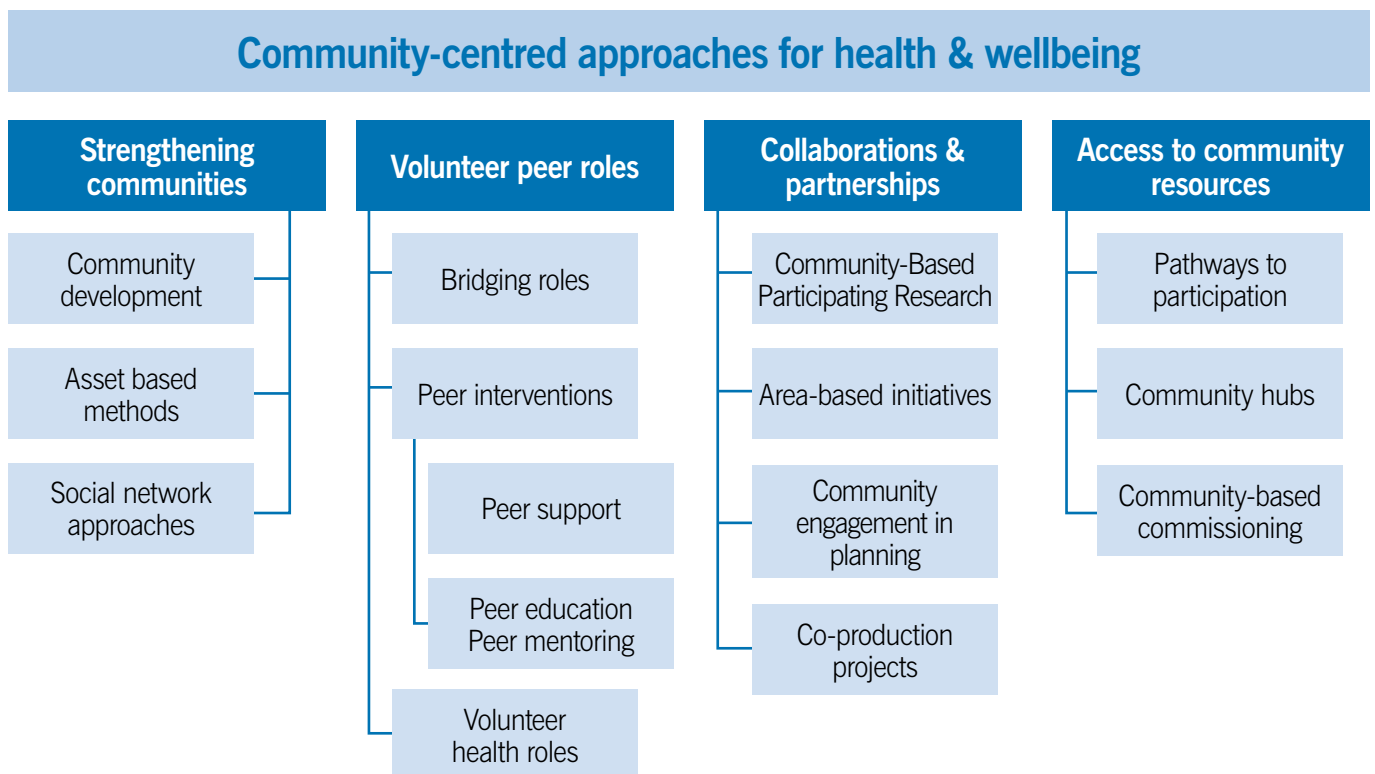 Community-centred approaches for health & wellbeing
Strengthening
communities
Community
development
Asset based
methods
Social network
approaches
Volunteer peer roles
Bridging roles
Peer interventions
Peer support
Peer education
Peer mentoring
Volunteer
health roles
Collaborations &
partnerships
Community-Based
Participating Research
Area-based initiatives
Community
engagement in
planning
Co-production
projects
Access to community
resources
Pathways to
participation
Community hubs
Community-based
commissioning